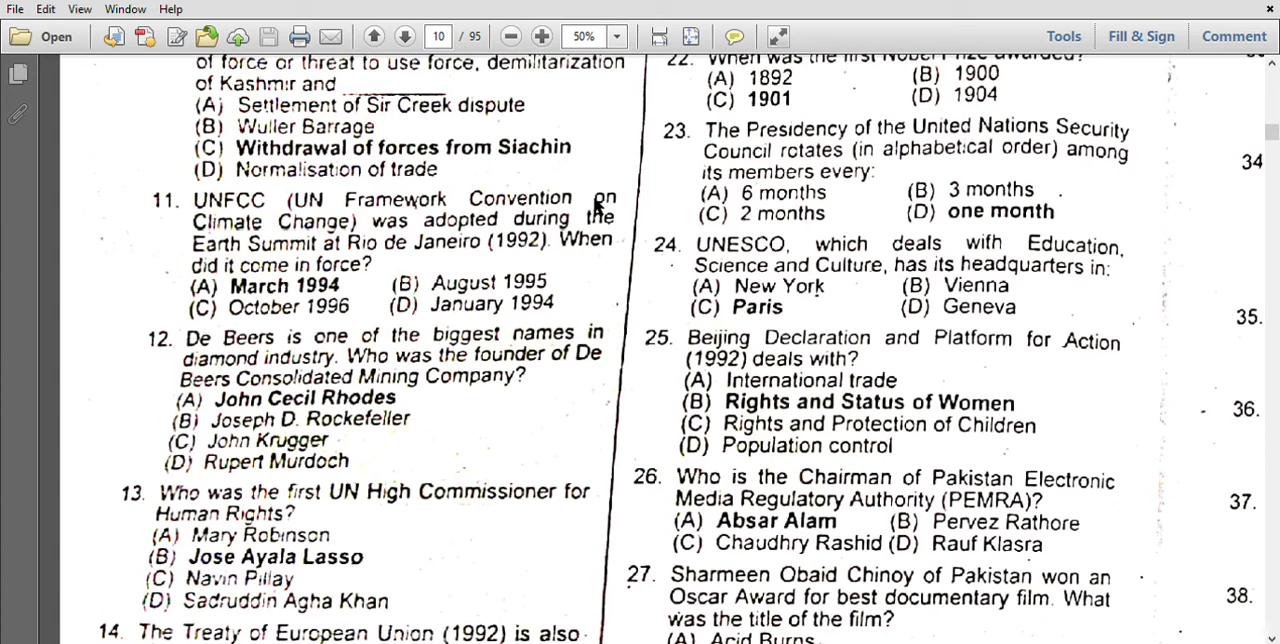 File Edit View Window Help
Open 10 / 95 50% Tools Fill & Sign Comment
of force or threat to use force, demilitarization
of Kashmir and ________
(A) Settlement of Sir Creek dispute
(B) Wuller Barrage
(C) Withdrawal of forces from Siachin
(D) Normalisation of trade
11. UNFCC (UN Framework Convention on
Climate Change) was adopted during the
Earth Summit at Rio de Janeiro (1992). When
did it come in force?
(A) March 1994 (B) August 1995
(C) October 1996 (D) January 1994
12. De Beers is one of the biggest names in
diamond industry. Who was the founder of De
Beers Consolidated Mining Company?
(A) John Cecil Rhodes
(B) Joseph D. Rockefeller
(C) John Krugger
(D) Rupert Murdoch
13. Who was the first UN High Commissioner for
Human Rights?
(A) Mary Robinson
(B) Jose Ayala Lasso
(C) Navin Pillay
(D) Sadruddin Agha Khan
14. The Treaty of European Union (1992) is also
22. When was the first Nobel Prize awarded?
(A) 1892 (B) 1900
(C) 1901 (D) 1904
23. The Presidency of the United Nations Security
Council rotates (in alphabetical order) among
its members every:
(A) 6 months (B) 3 months
(C) 2 months (D) one month
24. UNESCO, which deals with Education,
Science and Culture, has its headquarters in:
(A) New York (B) Vienna
(C) Paris (D) Geneva
25. Beijing Declaration and Platform for Action
(1992) deals with?
(A) International trade
(B) Rights and Status of Women
(C) Rights and Protection of Children
(D) Population control
26. Who is the Chairman of Pakistan Electronic
Media Regulatory Authority (PEMRA)?
(A) Absar Alam (B) Pervez Rathore
(C) Chaudhry Rashid (D) Rauf Klasra
27. Sharmeen Obaid Chinoy of Pakistan won an
Oscar Award for best documentary film. What
was the title of the film?
(A) Acid Burns
34
35.
36.
37.
38.